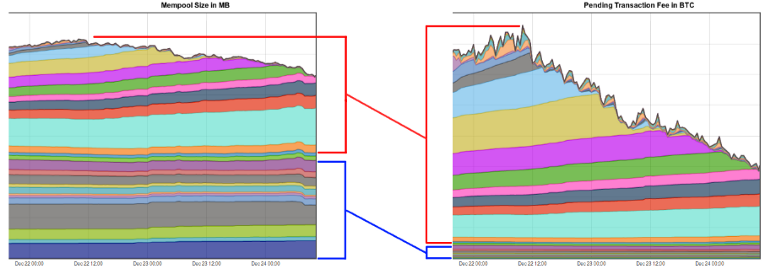 Mempool Size in MB
Pending Transaction Fee in BTC
Dec 22 00:00
Dec 22 12:00
Dec 23 00:00
Dec 23 12:00
Dec 24 00:00
Dec 22 00:00
Dec 22 12:00
Dec 23 00:00
Dec 23 12:00
Dec 24 00:00